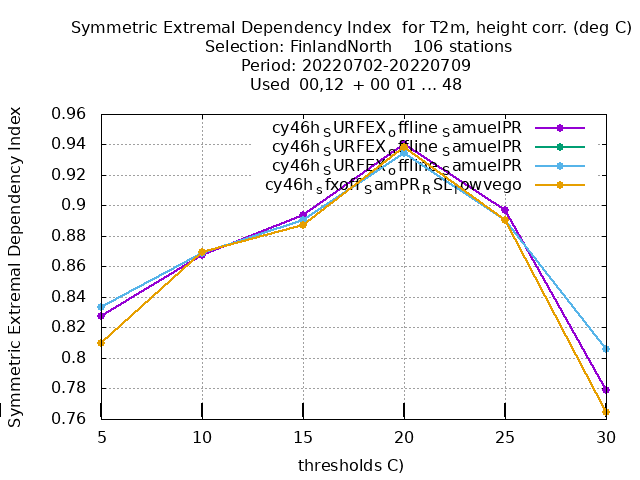 Symmetric Extremal Dependency Index for T2m, height corr. (deg C)
Selection: FinlandNorth 106 stations
Period: 20220702-20220709
Used 00,12 + 00 01 ... 48
Symmetric Extremal Dependency Index
0.96
0.94
0.92
0.9
0.88
0.86
0.84
0.82
0.8
0.78
0.76
cy46h_SURFEX_offline_SamuelPR
cy46h_SURFEX_offline_SamuelPR
cy46h_SURFEX_offline_SamuelPR
cy46h_sfxoff_SamPR_RSL_lowvego
5 10 15 20 25 30
thresholds C)